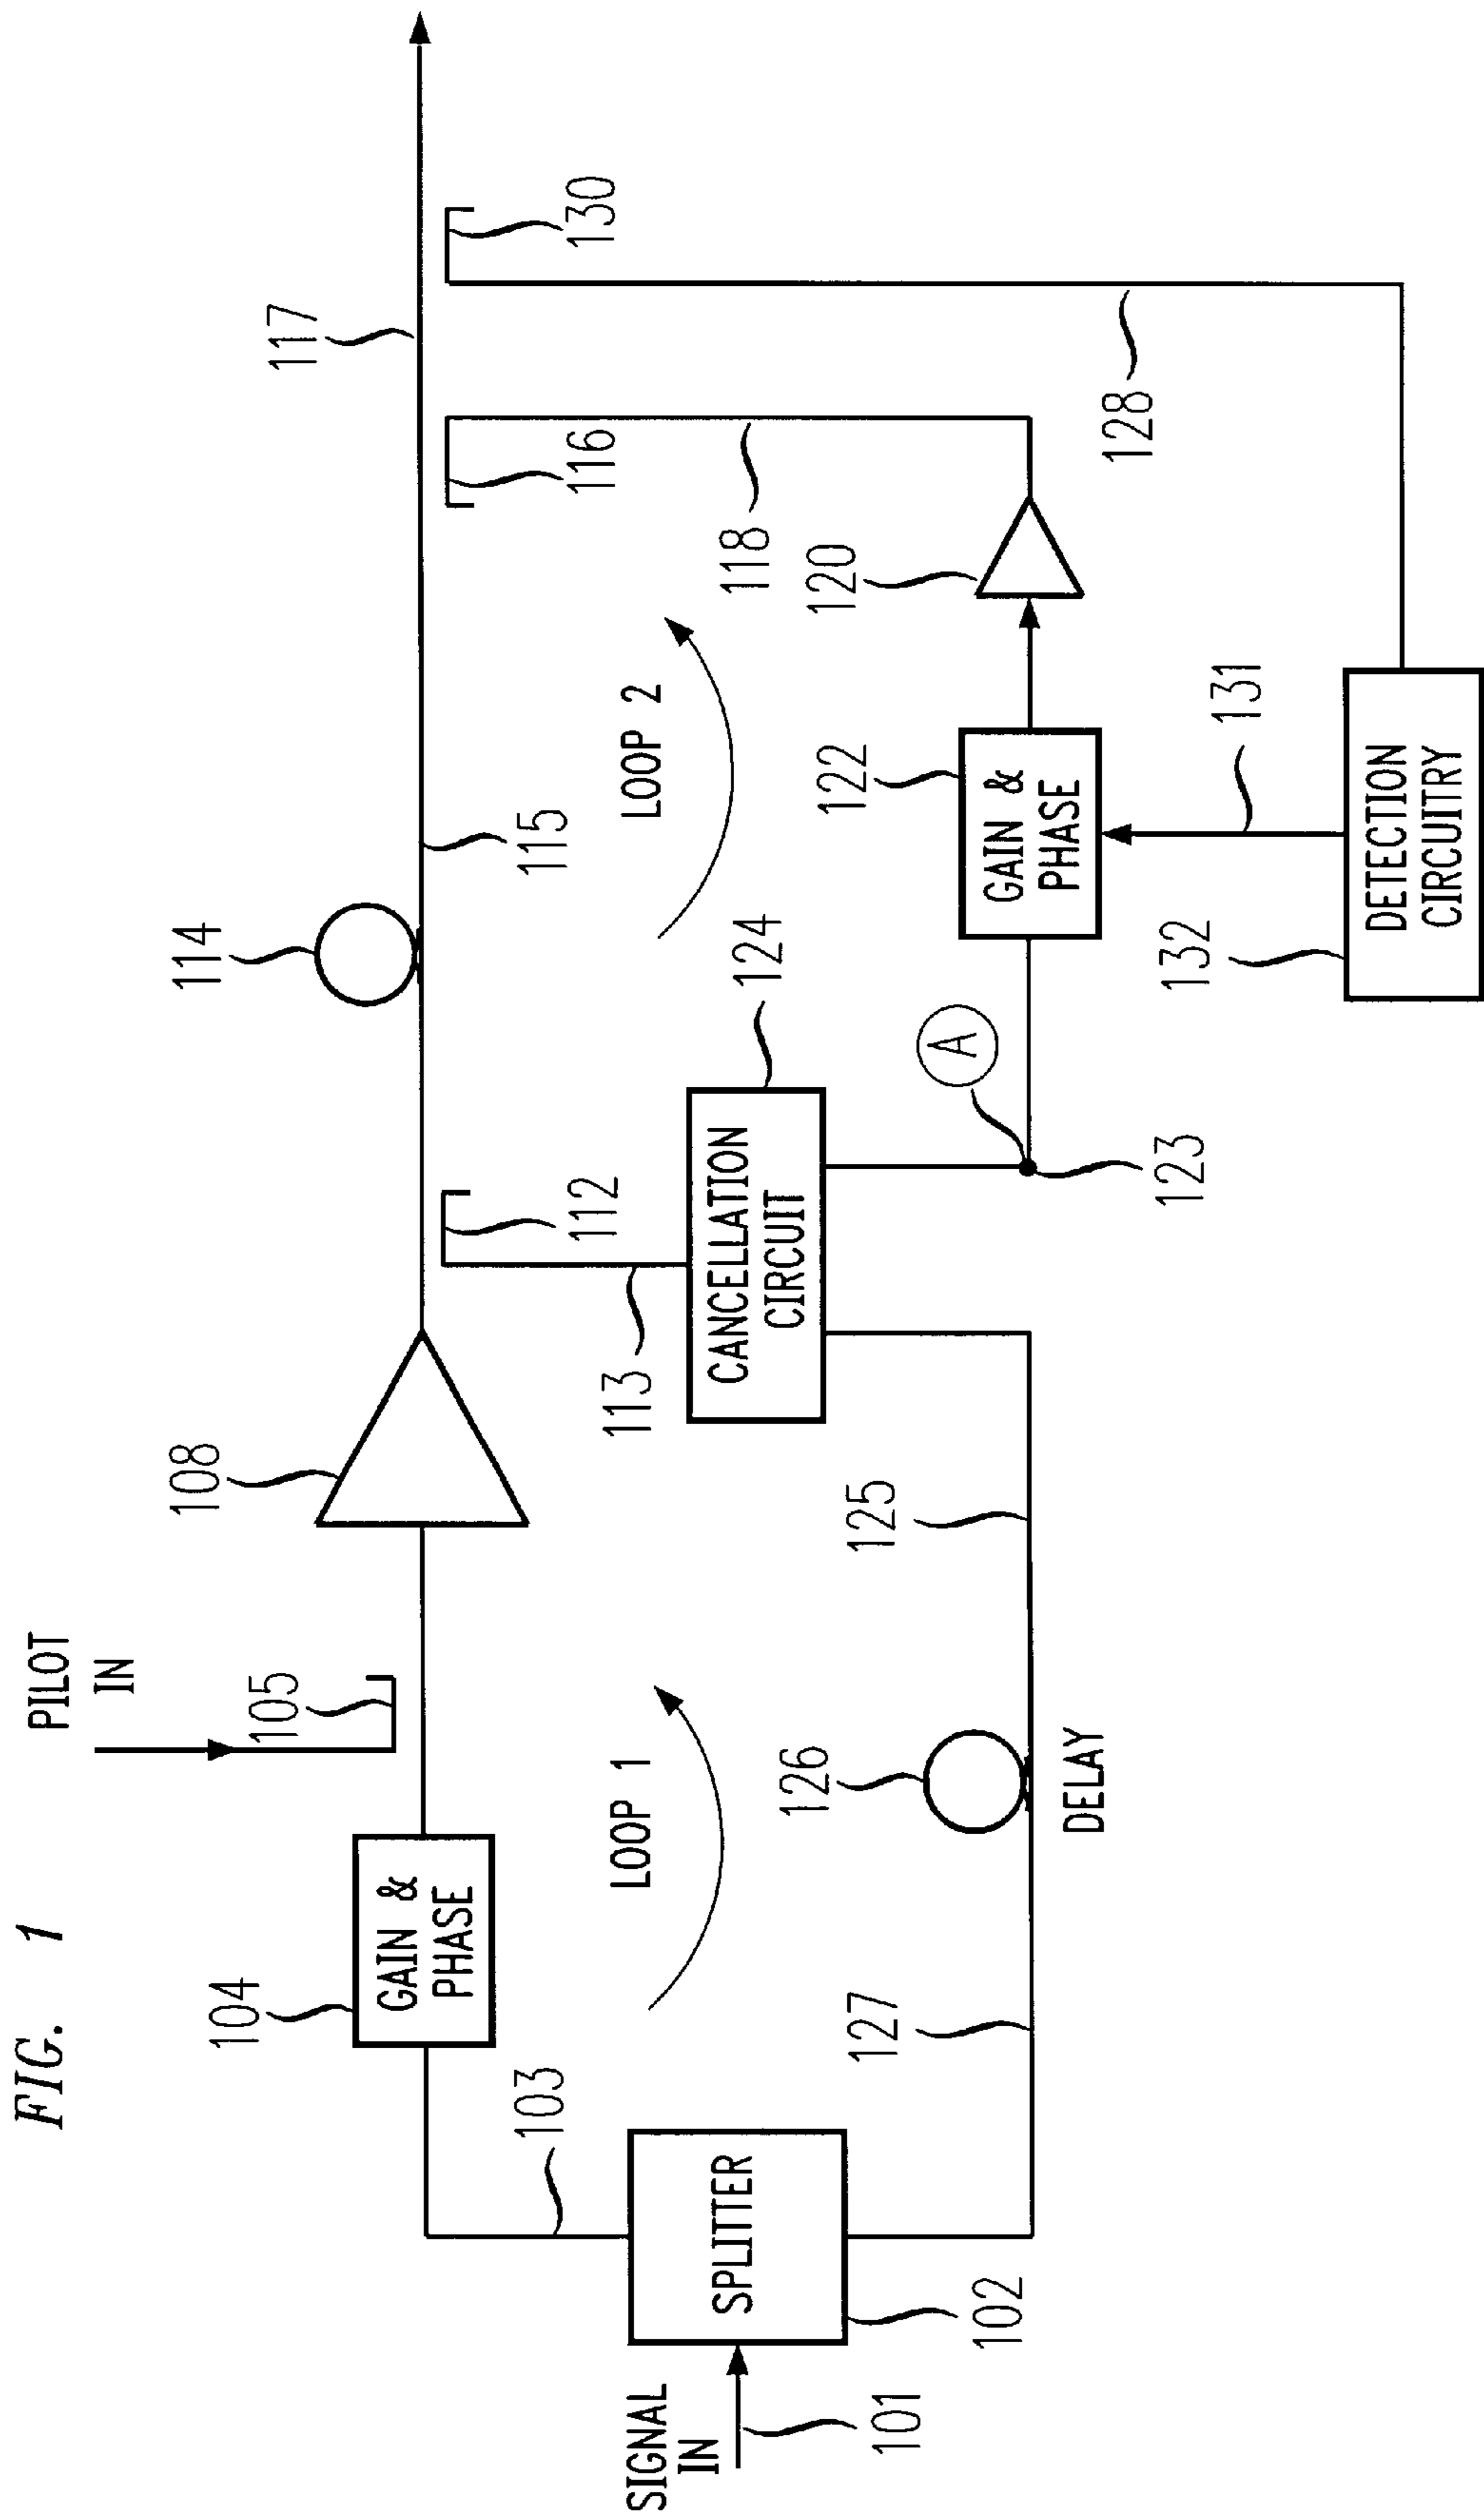 FIG. 1
PILOT
IN
105
104
GAIN &
PHASE
108
114
117
103
LOOP 1
112
113
115
LOOP 2
116
130
SIGNAL
IN
101
SPLITTER
102
127
126
DELAY
125
CANCELLATION
CIRCUIT
124
A
123
118
120
122
GAIN &
PHASE
128
131
132
DETECTION
CIRCUITRY